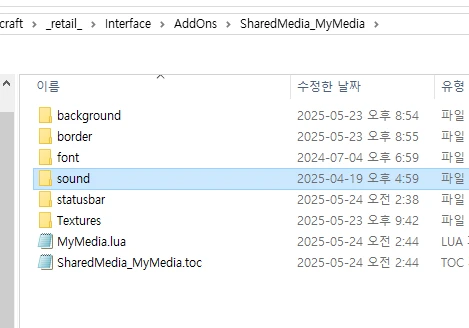 craft > _retail_ > Interface > AddOns > SharedMedia_MyMedia
이름 수정한 날짜 유형
background 2025-05-23 오후 8:54 파일
border 2025-05-23 오후 8:55 파일
font 2024-07-04 오후 6:59 파일
sound 2025-04-19 오후 4:59 파일
statusbar 2025-05-24 오전 2:38 파일
Textures 2025-05-23 오후 9:42 파일
MyMedia.lua 2025-05-24 오전 2:44 LUA
SharedMedia_MyMedia.toc 2025-05-24 오전 2:44 TOC